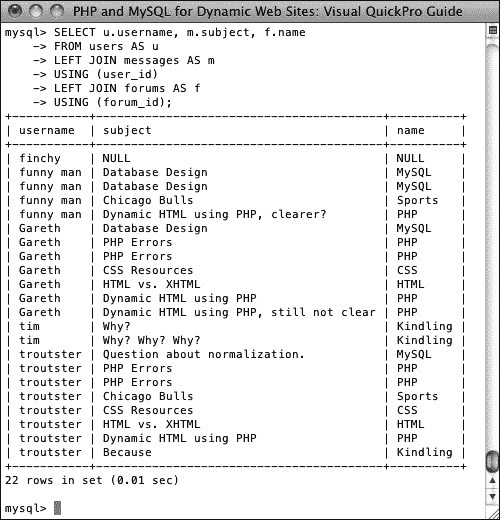 PHP and MySQL for Dynamic Web Sites: Visual QuickPro Guide
mysql> SELECT u.username, m.subject, f.name
    -> FROM users AS u
    -> LEFT JOIN messages AS m
    -> USING (user_id)
    -> LEFT JOIN forums AS f
    -> USING (forum_id);
+-----------+-----------------------------------------+----------+
| username  | subject                                 | name     |
+-----------+-----------------------------------------+----------+
| finchy    | NULL                                    | NULL     |
| funny man | Database Design                         | MySQL    |
| funny man | Database Design                         | MySQL    |
| funny man | Chicago Bulls                           | Sports   |
| funny man | Dynamic HTML using PHP, clearer?        | PHP      |
| Gareth    | Database Design                         | MySQL    |
| Gareth    | PHP Errors                              | PHP      |
| Gareth    | PHP Errors                              | PHP      |
| Gareth    | CSS Resources                           | CSS      |
| Gareth    | HTML vs. XHTML                          | HTML     |
| Gareth    | Dynamic HTML using PHP                  | PHP      |
| Gareth    | Dynamic HTML using PHP, still not clear | PHP      |
| tim       | Why?                                    | Kindling |
| tim       | Why? Why? Why?                          | Kindling |
| troutster | Question about normalization.           | MySQL    |
| troutster | PHP Errors                              | PHP      |
| troutster | PHP Errors                              | PHP      |
| troutster | Chicago Bulls                           | Sports   |
| troutster | CSS Resources                           | CSS      |
| troutster | HTML vs. XHTML                          | HTML     |
| troutster | Dynamic HTML using PHP                  | PHP      |
| troutster | Because                                 | Kindling |
+-----------+-----------------------------------------+----------+
22 rows in set (0.01 sec)
mysql>